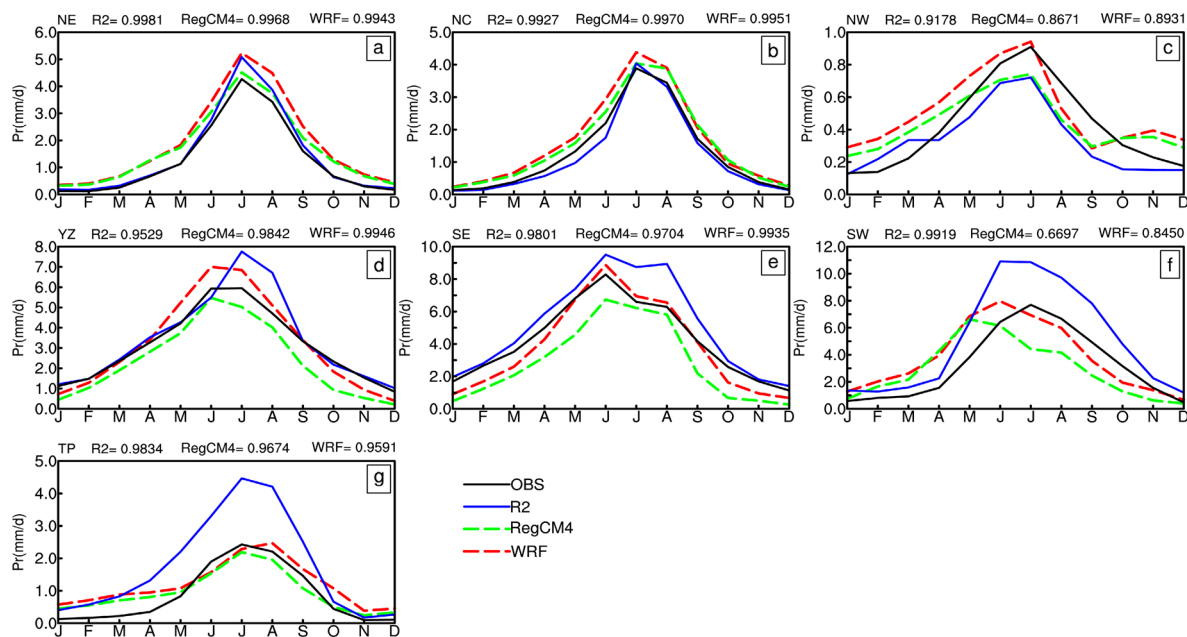 NE R2= 0.9981 RegCM4= 0.9968 WRF= 0.9943
a
Pr(mm/d)
6.0
5.0
4.0
3.0
2.0
1.0
0.0
J F M A M J J A S O N D
NC R2= 0.9927 RegCM4= 0.9970 WRF= 0.9951
b
5.0
4.0
3.0
2.0
1.0
0.0
J F M A M J J A S O N D
NW R2= 0.9178 RegCM4= 0.8671 WRF= 0.8931
c
Pr(mm/d)
1.0
0.8
0.6
0.4
0.2
0.0
J F M A M J J A S O N D
YZ R2= 0.9529 RegCM4= 0.9842 WRF= 0.9946
d
Pr(mm/d)
8.0
7.0
6.0
5.0
4.0
3.0
2.0
1.0
0.0
J F M A M J J A S O N D
SE R2= 0.9801 RegCM4= 0.9704 WRF= 0.9935
e
10.0
8.0
6.0
4.0
2.0
0.0
J F M A M J J A S O N D
SW R2= 0.9919 RegCM4= 0.6697 WRF= 0.8450
f
Pr(mm/d)
12.0
10.0
8.0
6.0
4.0
2.0
0.0
J F M A M J J A S O N D
TP R2= 0.9834 RegCM4= 0.9674 WRF= 0.9591
g
Pr(mm/d)
5.0
4.0
3.0
2.0
1.0
0.0
J F M A M J J A S O N D
OBS
R2
RegCM4
WRF